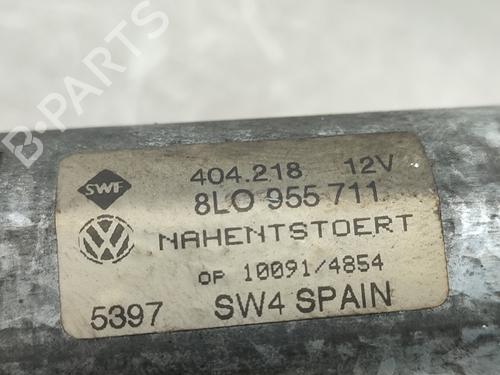 SWF 404.218 12V
8L0 955 711
NAHENTSTOERT
OP 10091/4854
5397 SW4 SPAIN
B-PARTS